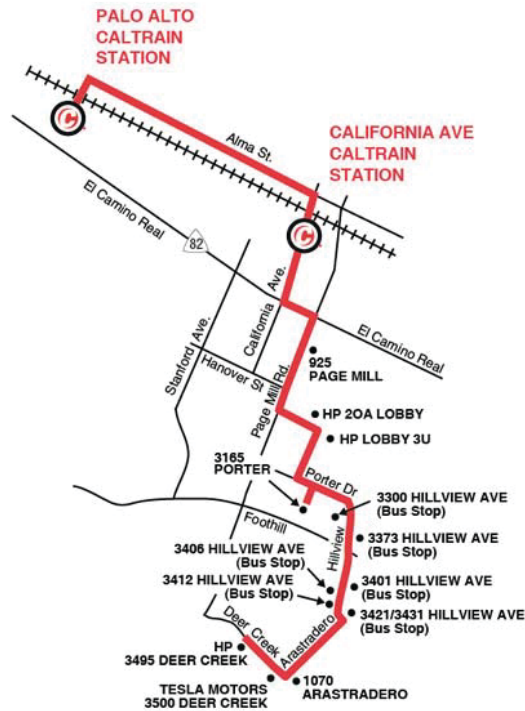 PALO ALTO
CALTRAIN
STATION
C
Alma St.
CALIFORNIA AVE
CALTRAIN
STATION
C
El Camino Real
82
Stanford Ave.
California Ave.
El Camino Real
Hanover St
Page Mill Rd.
925
PAGE MILL
HP 20A LOBBY
HP LOBBY 3U
3165
PORTER
Porter Dr
3300 HILLVIEW AVE
(Bus Stop)
Foothill
Hillview
3373 HILLVIEW AVE
(Bus Stop)
3406 HILLVIEW AVE
(Bus Stop)
3412 HILLVIEW AVE
(Bus Stop)
3401 HILLVIEW AVE
(Bus Stop)
3421/3431 HILLVIEW AVE
(Bus Stop)
Deer Creek
Arastradero
HP
3495 DEER CREEK
TESLA MOTORS
3500 DEER CREEK
1070
ARASTRADERO